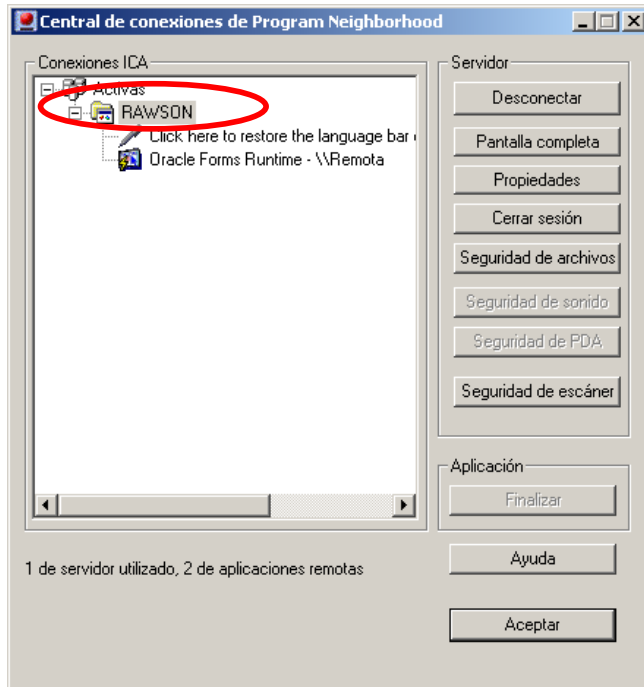 Central de conexiones de Program Neighborhood
Conexiones ICA
Activas
RAWSON
Click here to restore the language bar
Oracle Forms Runtime - \\Remota
1 de servidor utilizado, 2 de aplicaciones remotas
Servidor
Desconectar
Pantalla completa
Propiedades
Cerrar sesión
Seguridad de archivos
Seguridad de sonido
Seguridad de PDA
Seguridad de escáner
Aplicación
Finalizar
Ayuda
Aceptar